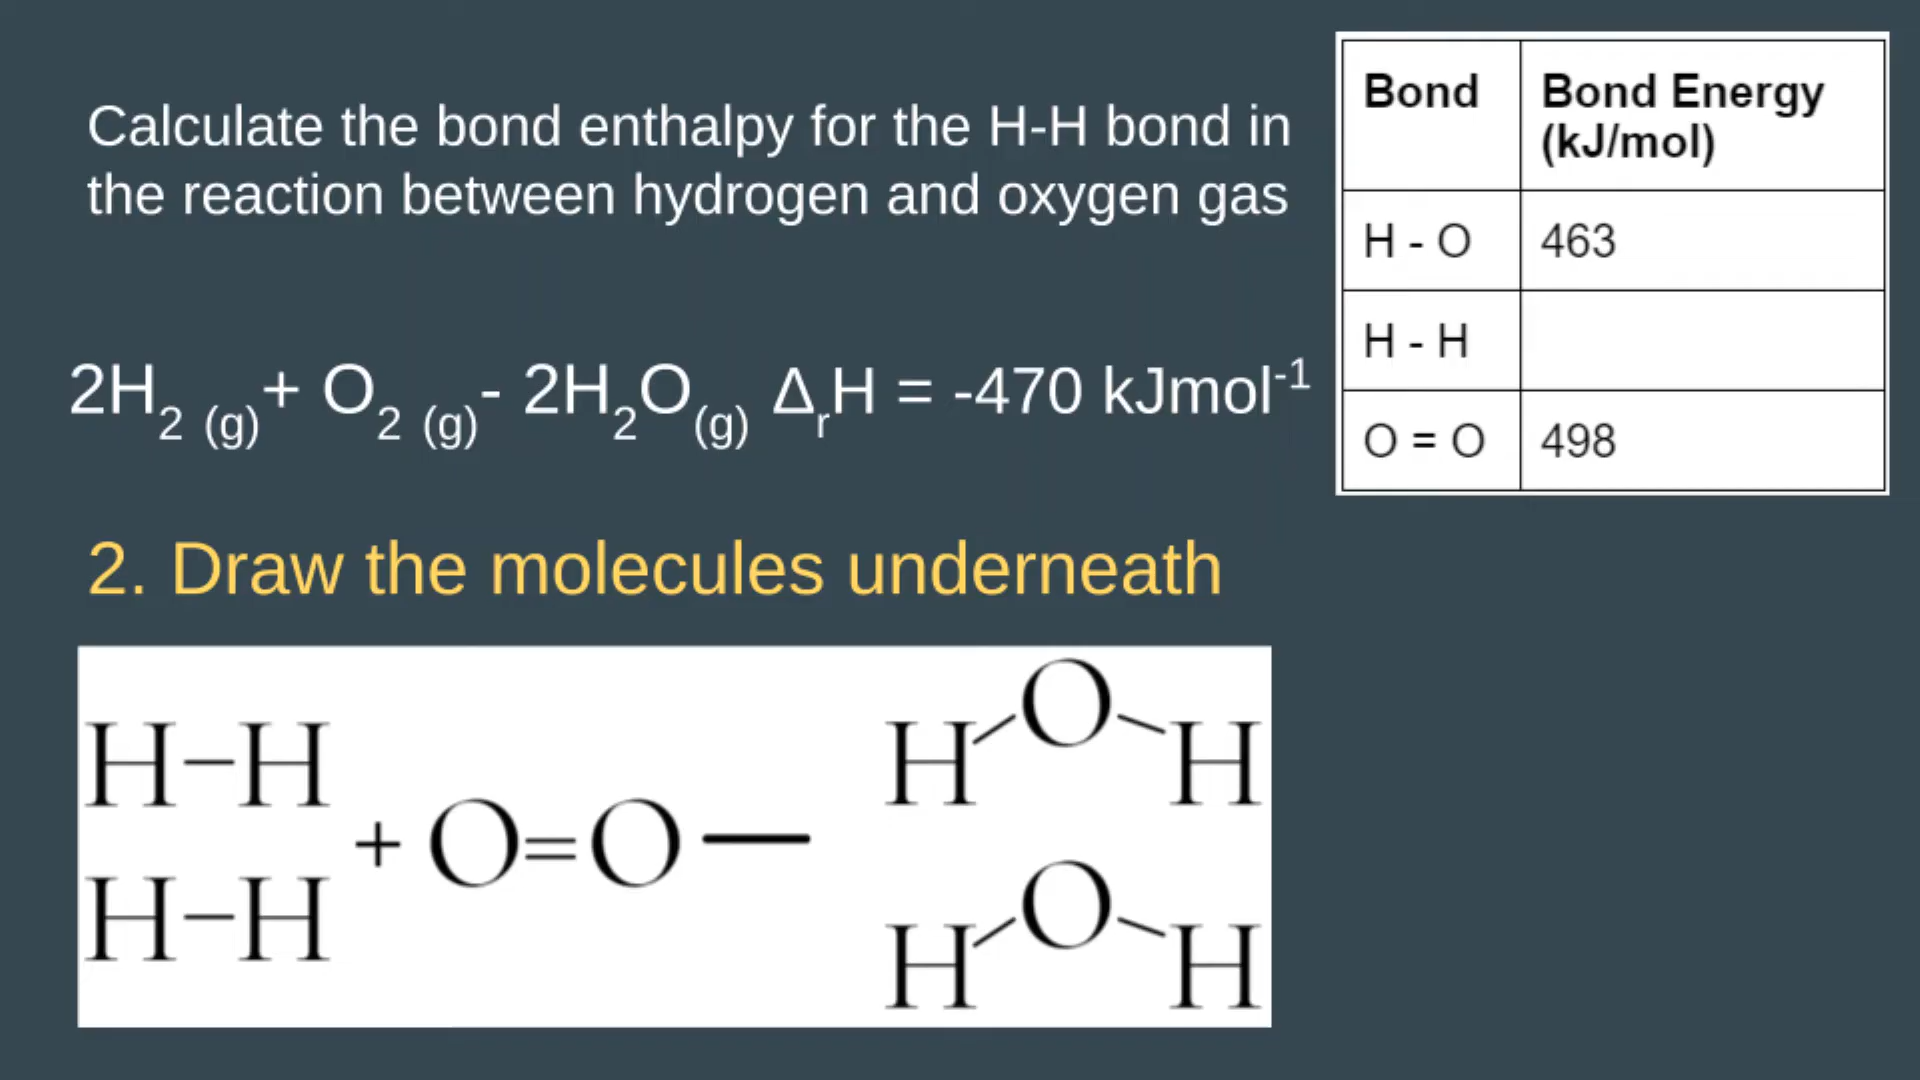 Calculate the bond enthalpy for the H-H bond in
the reaction between hydrogen and oxygen gas
Bond | Bond Energy (kJ/mol)
H - O | 463
H - H |
O = O | 498
2H₂ (g) + O₂ (g) - 2H₂O(g) ΔᵣH = -470 kJmol⁻¹
2. Draw the molecules underneath
H–H
H–H
+ O=O —
H–O–H
H–O–H